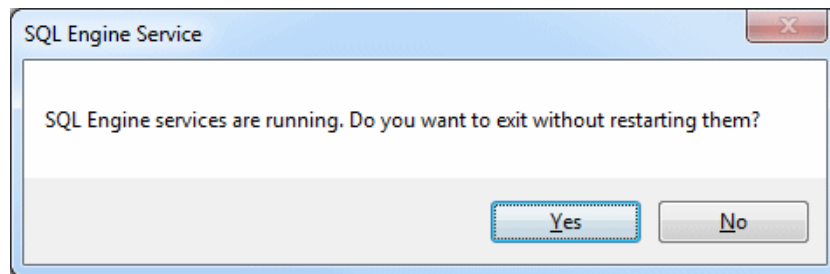 SQL Engine Service
SQL Engine services are running. Do you want to exit without restarting them?
Yes
No